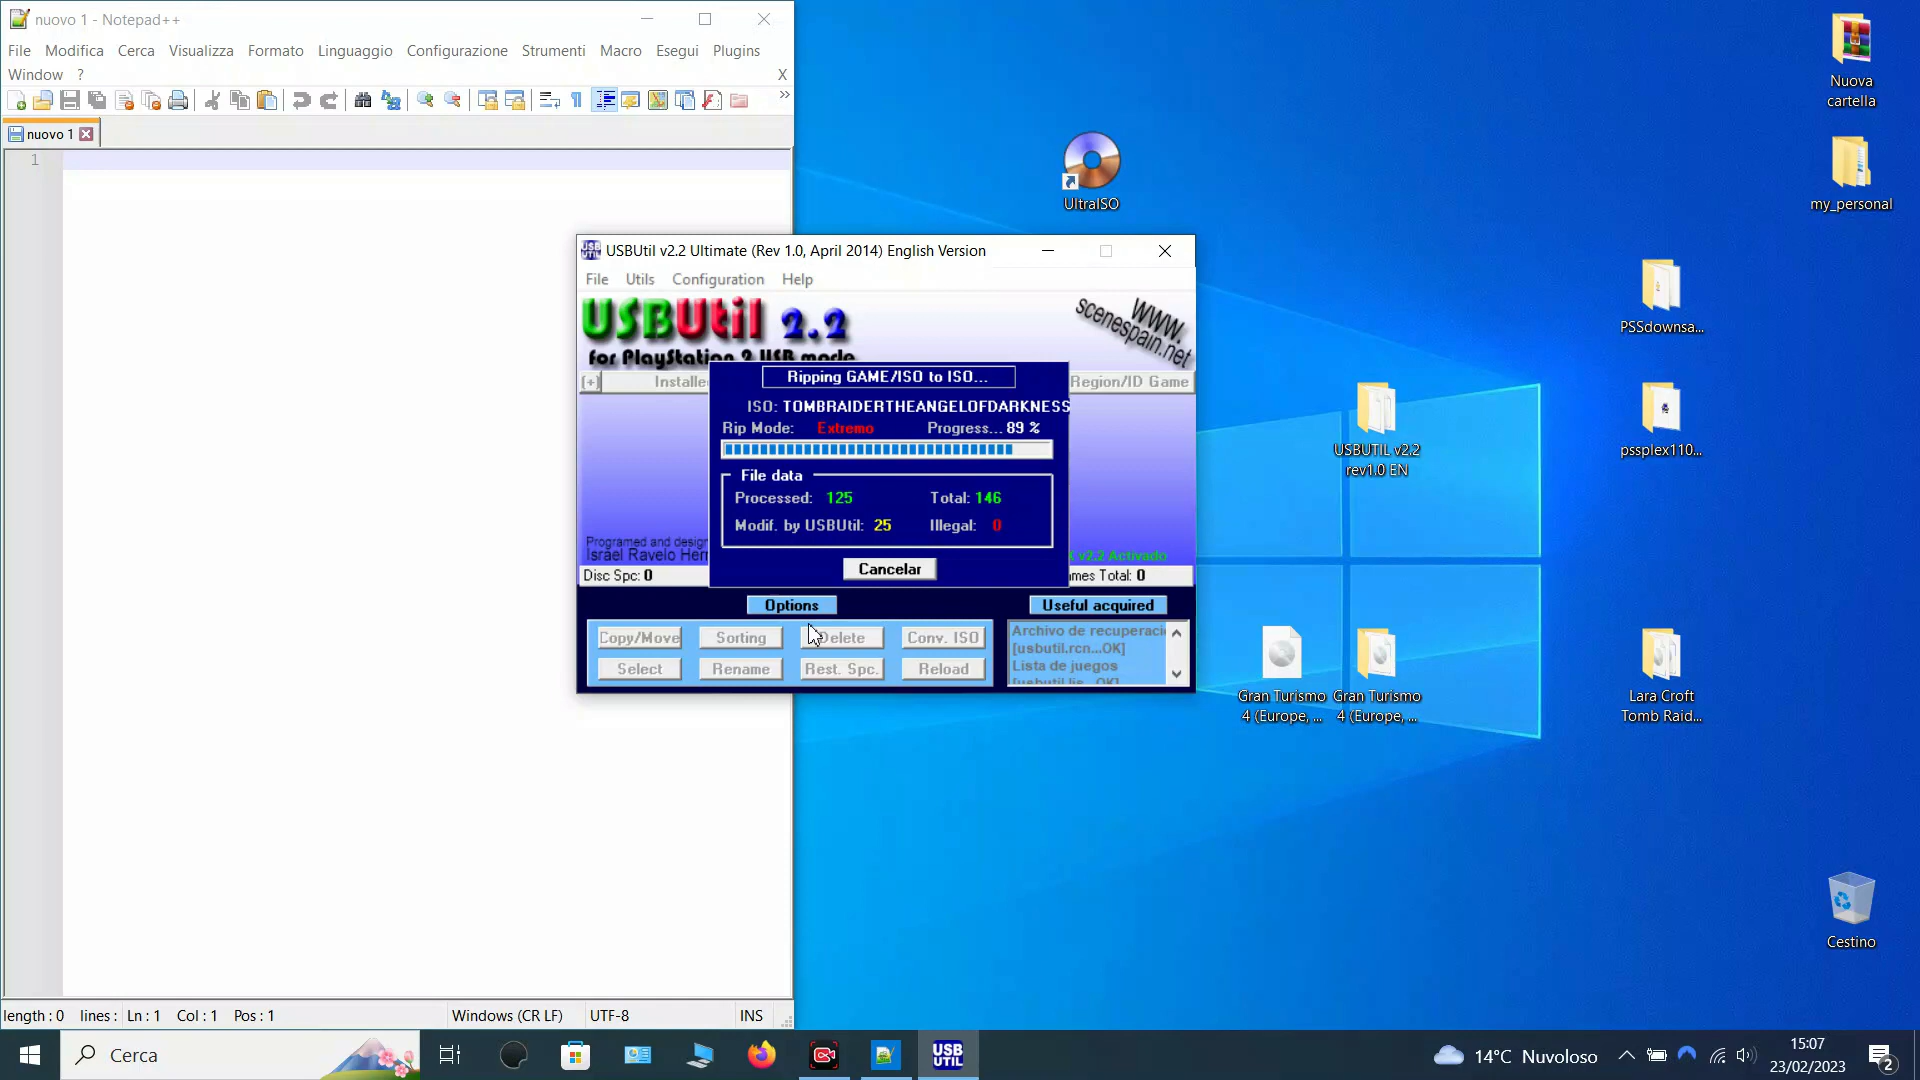 nuovo 1 - Notepad++
File Modifica Cerca Visualizza Formato Linguaggio Configurazione Strumenti Macro Esegui Plugins
Window ? X
nuovo 1
1
length : 0 lines : Ln : 1 Col : 1 Pos : 1 Windows (CR LF) UTF-8 INS
UltraISO
Nuova
cartella
my_personal
PSSdownsa...
USBUTIL v2.2
rev1.0 EN
pssplex110...
Gran Turismo
4 (Europe, ...
Gran Turismo
4 (Europe, ...
Lara Croft
Tomb Raid...
Cestino
USBUtil v2.2 Ultimate (Rev 1.0, April 2014) English Version
File Utils Configuration Help
USBUtil 2.2
for PlayStation 2 USB mode
www.
scenespain.net
[+] Installe Region/ID Game
Ripping GAME/ISO to ISO...
ISO: TOMBRAIDERTHEANGELOFDARKNESS
Rip Mode: Extremo Progress... 89 %
File data
Processed: 125 Total: 146
Modif. by USBUtil: 25 Illegal: 0
Cancelar
Programed and design
Israel Ravelo Her
v2.2 Activado
Disc Spc: 0 mes Total: 0
Options Useful acquired
Copy/Move Sorting Delete Conv. ISO
Select Rename Rest. Spc. Reload
Archivo de recuperaci
[usbutil.rcn...OK]
Lista de juegos
[usbutil.lis...OK]
Cerca
USB
UTIL
14°C Nuvoloso
15:07
23/02/2023
2